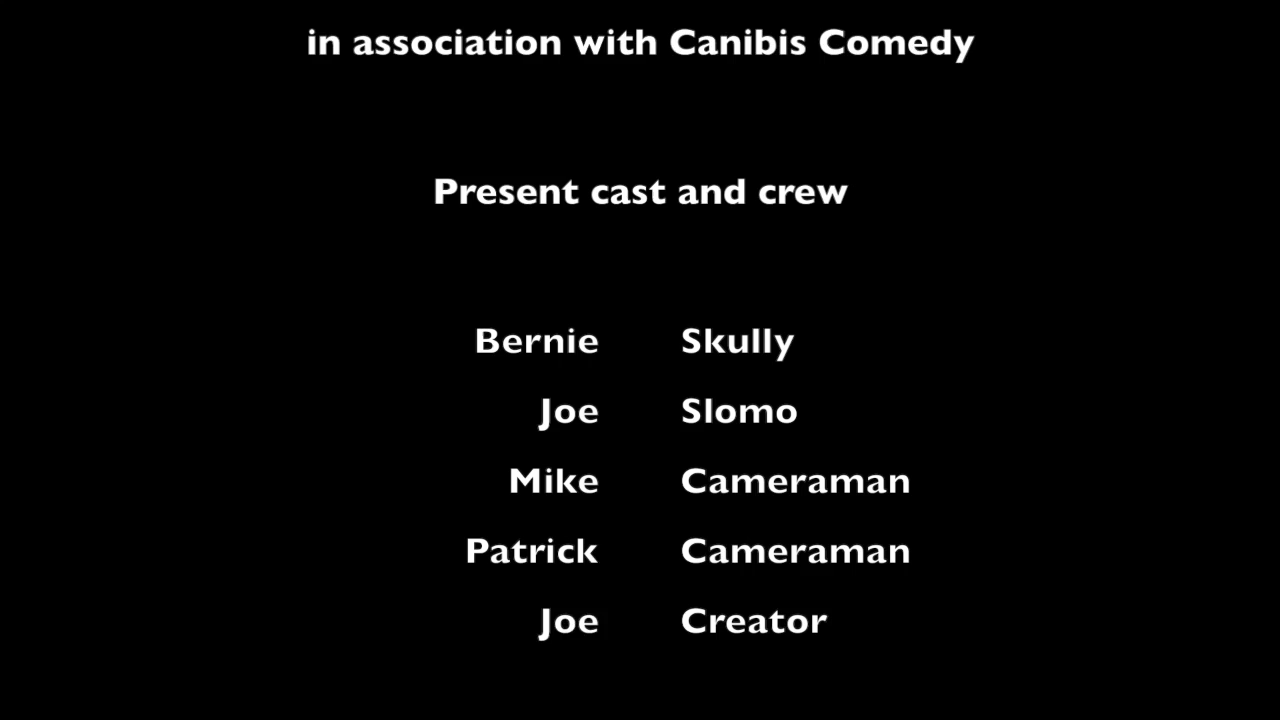 in association with Canibis Comedy
Present cast and crew
Bernie Skully
Joe Slomo
Mike Cameraman
Patrick Cameraman
Joe Creator